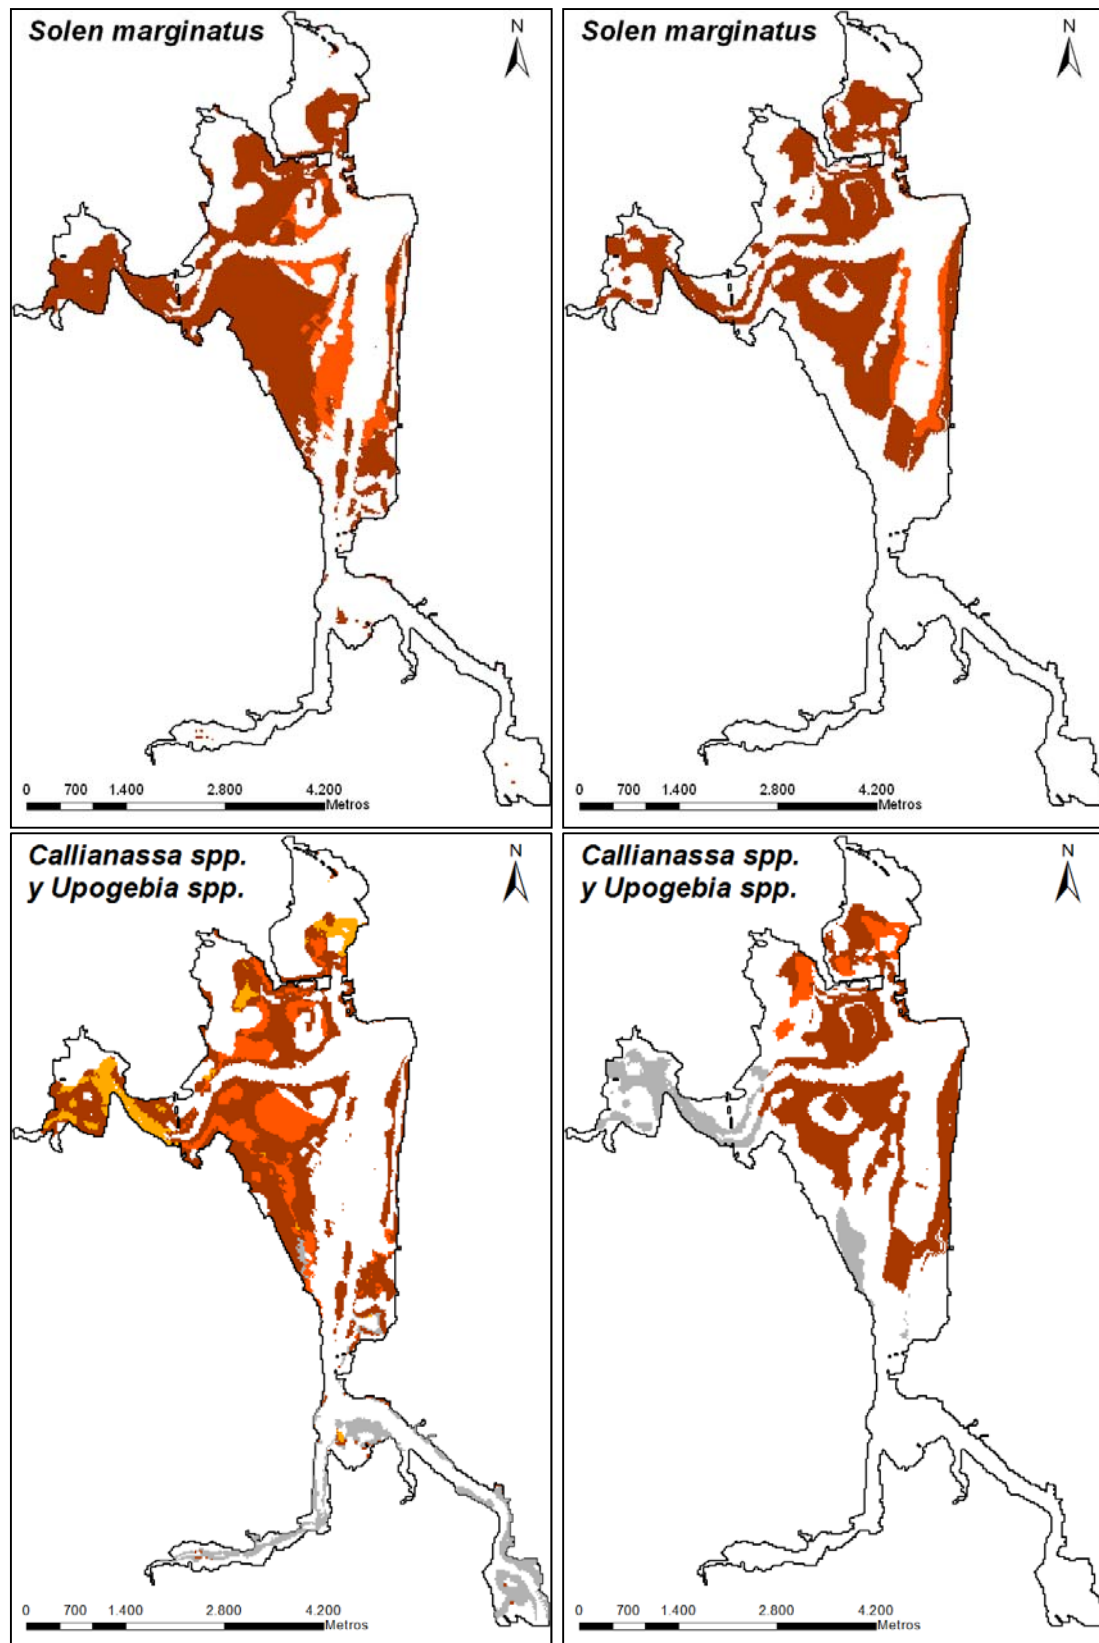 Solen marginatus
N
0 700 1.400 2.800 4.200
Metros
Solen marginatus
N
0 700 1.400 2.800 4.200
Metros
Callianassa spp.
y Upogebia spp.
N
0 700 1.400 2.800 4.200
Metros
Callianassa spp.
y Upogebia spp.
N
0 700 1.400 2.800 4.200
Metros